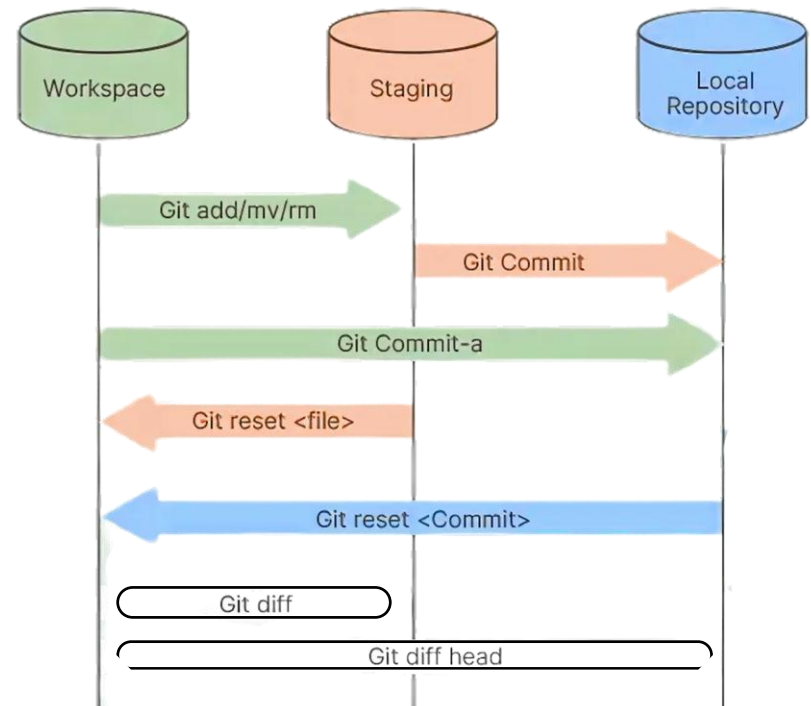 Workspace
Staging
Local
Repository
Git add/mv/rm
Git Commit
Git Commit-a
Git reset <file>
Git reset <Commit>
Git diff
Git diff head